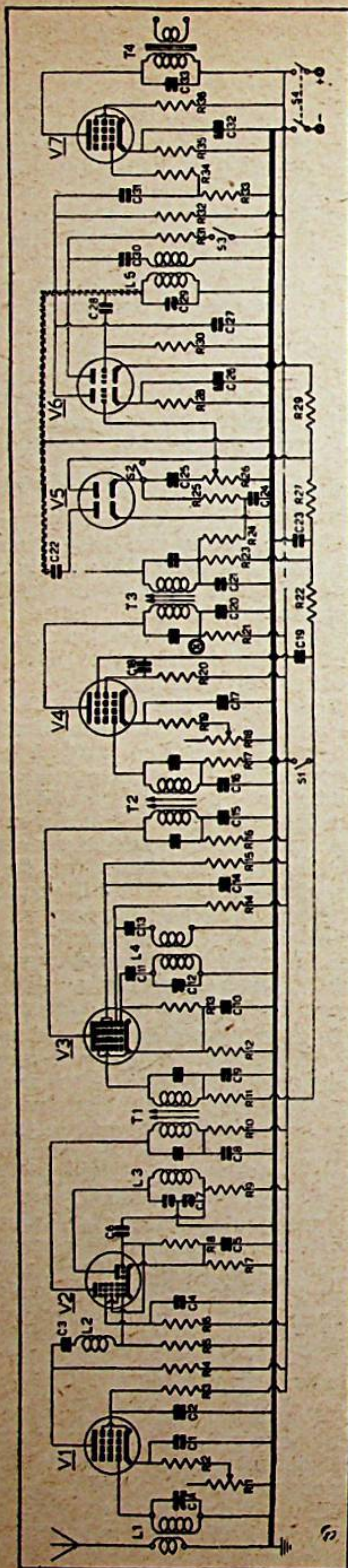 V1
L1
R1
R2
C1
C2
R3
R4
C3
L2
R5
R6
C4
V2
R7
R8
C5
C6
L3
C7
R9
C8
R10
T1
R11
C9
V3
R12
R13
C10
C11
C12
L4
C13
R14
C14
R15
R16
C15
T2
C16
R17
S1
V4
R18
R19
C17
R20
C18
C19
X
R21
C20
T3
C21
R22
C22
R23
R24
C23
C24
V5
S2
R25
C25
R26
R27
V6
R28
C26
R29
R30
C27
C28
C29
L5
C30
R31
S3
R32
C31
R33
R34
V7
R35
C32
R36
C33
T4
S4
- +